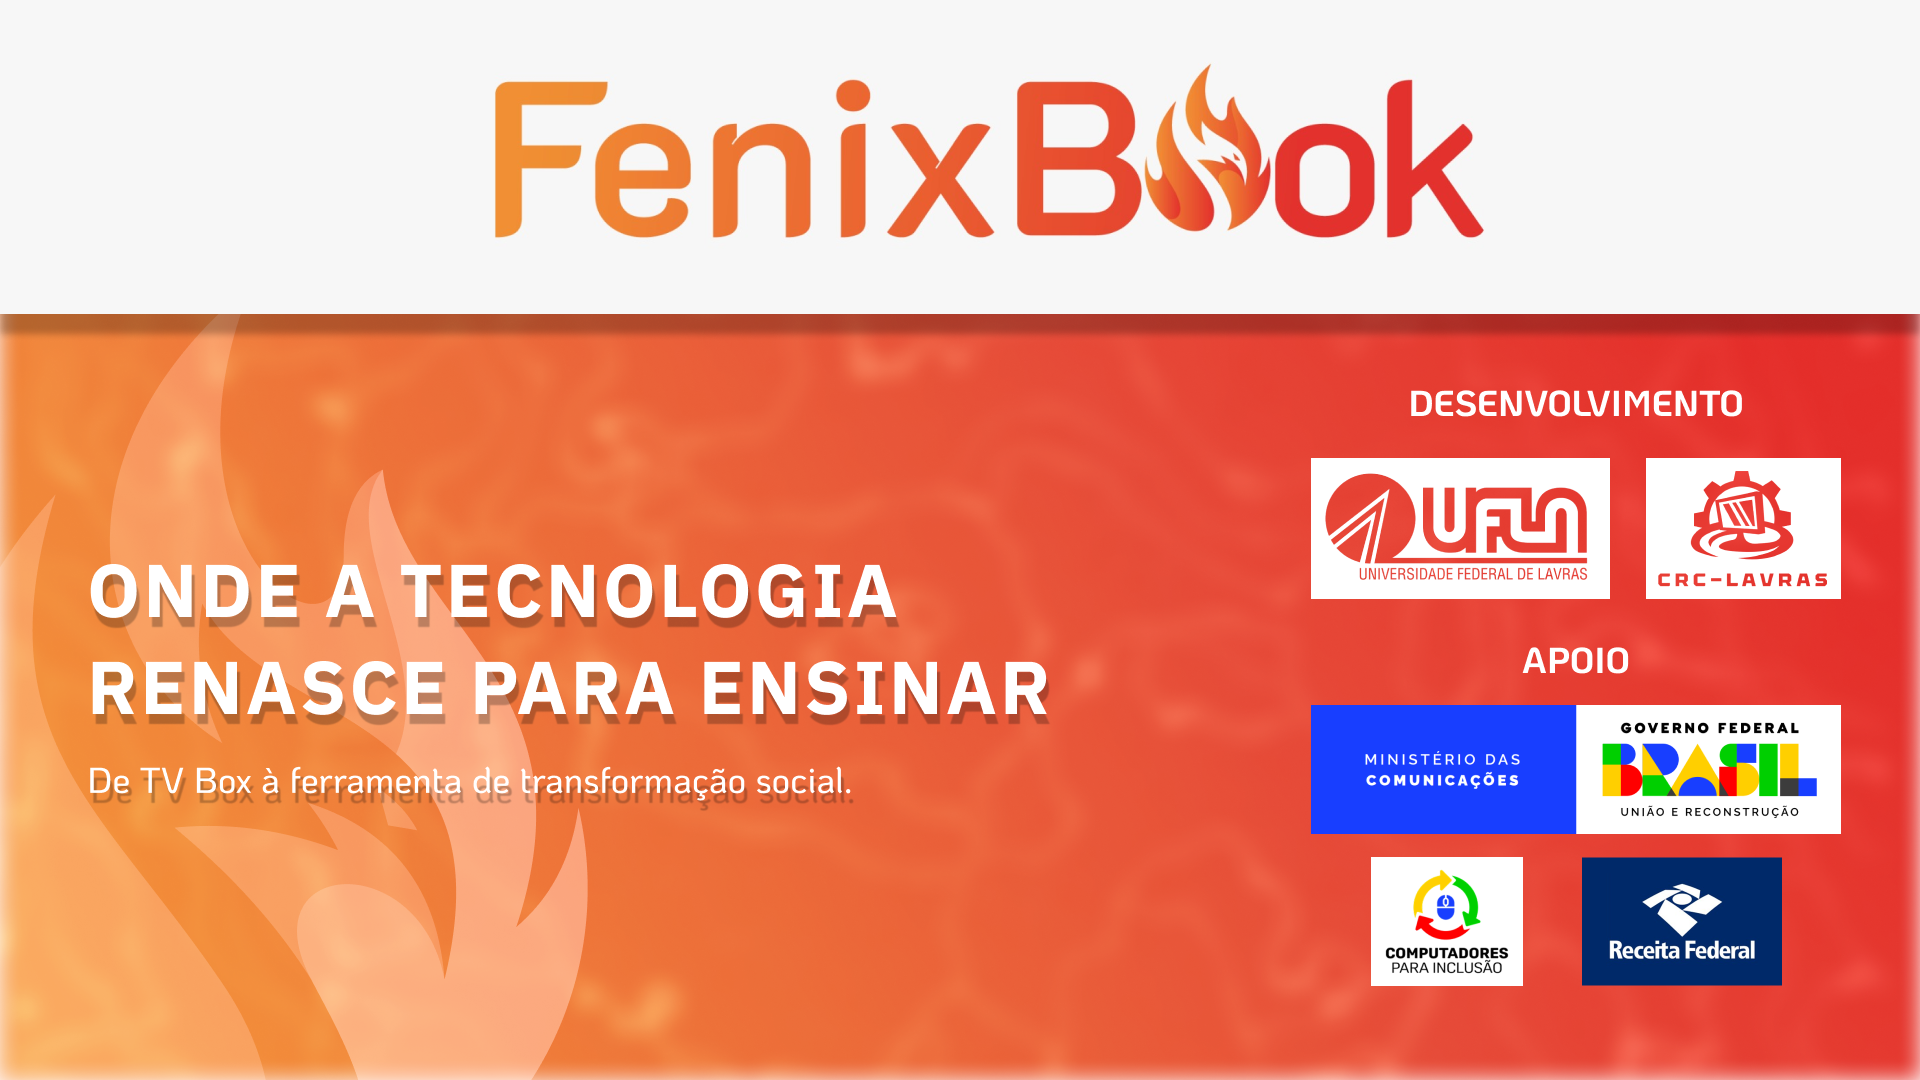 FenixBook
ONDE A TECNOLOGIA
RENASCE PARA ENSINAR
De TV Box à ferramenta de transformação social.
DESENVOLVIMENTO
UFLA
UNIVERSIDADE FEDERAL DE LAVRAS
CRC-LAVRAS
APOIO
MINISTÉRIO DAS
COMUNICAÇÕES
GOVERNO FEDERAL
BRASIL
UNIÃO E RECONSTRUÇÃO
COMPUTADORES
PARA INCLUSÃO
Receita Federal